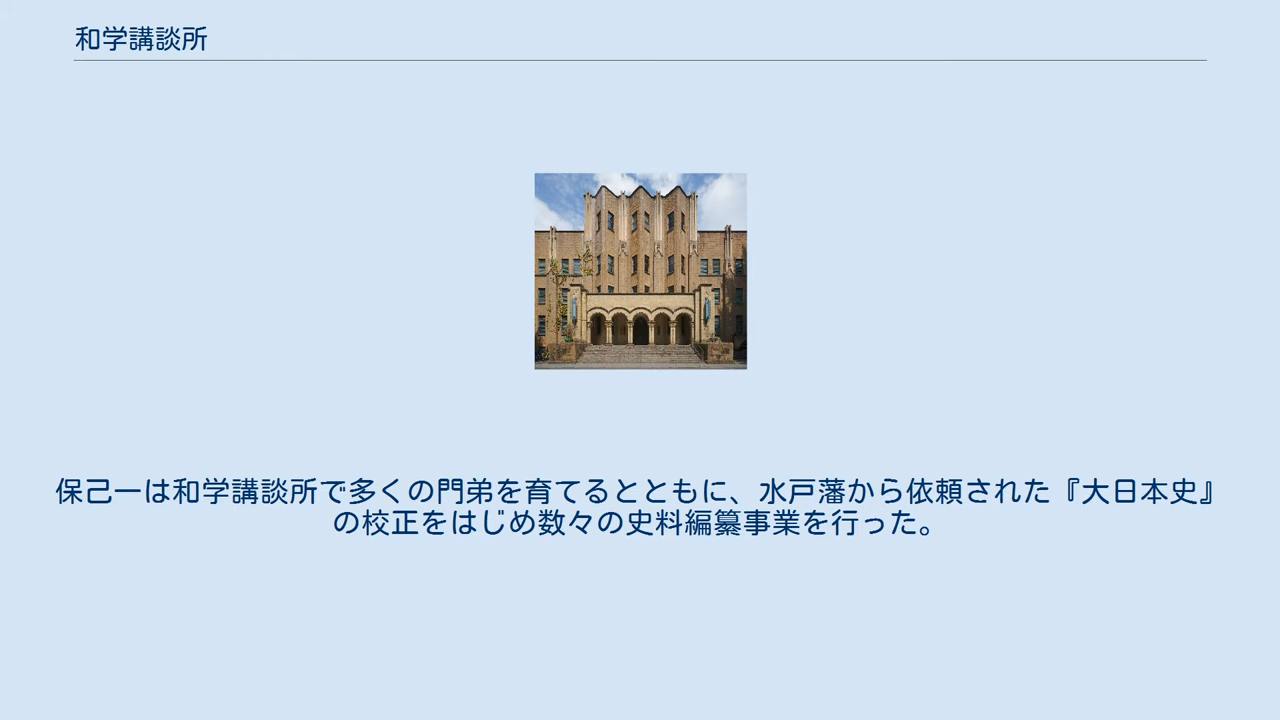 和学講談所
保己一は和学講談所で多くの門弟を育てるとともに、水戸藩から依頼された『大日本史』
の校正をはじめ数々の史料編纂事業を行った。